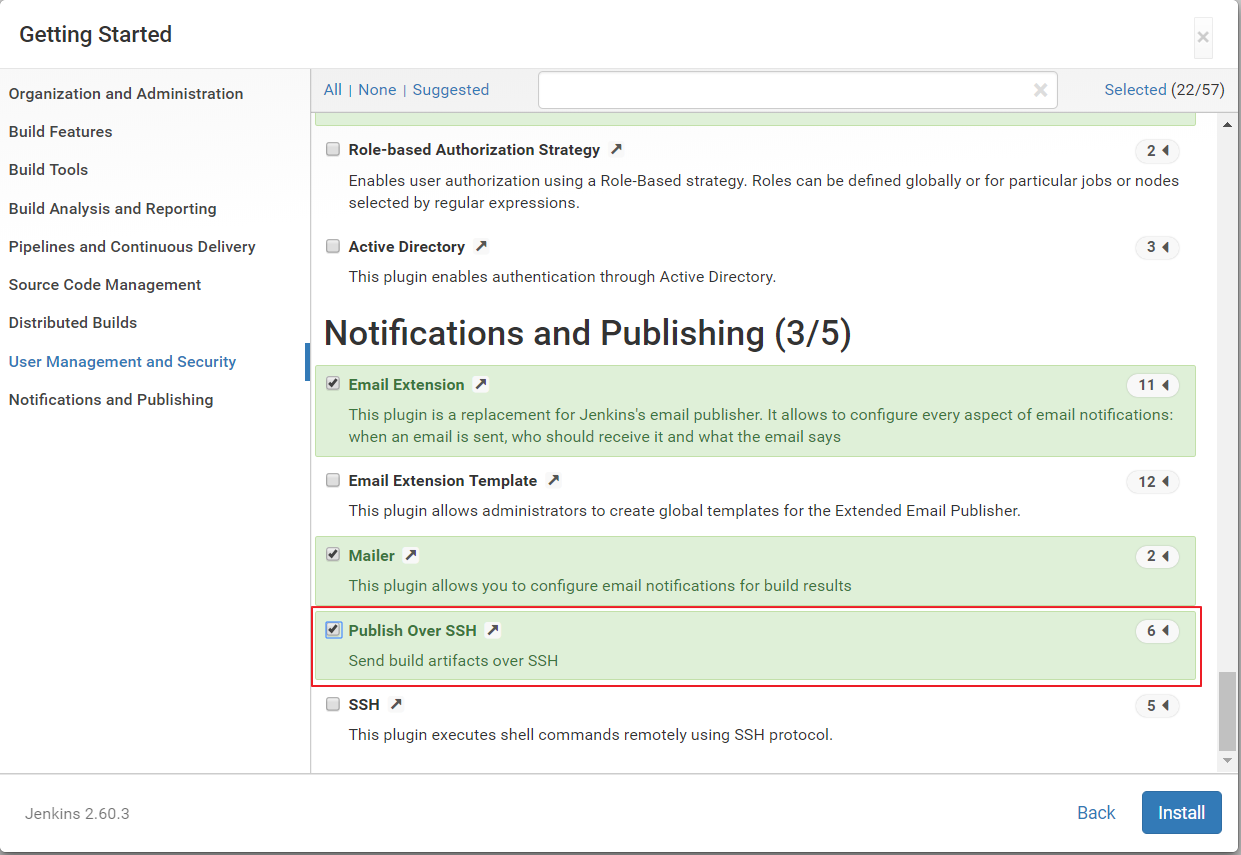 Getting Started
×
Organization and Administration
Build Features
Build Tools
Build Analysis and Reporting
Pipelines and Continuous Delivery
Source Code Management
Distributed Builds
User Management and Security
Notifications and Publishing
All | None | Suggested
Selected (22/57)
Role-based Authorization Strategy
2
Enables user authorization using a Role-Based strategy. Roles can be defined globally or for particular jobs or nodes
selected by regular expressions.
Active Directory
3
This plugin enables authentication through Active Directory.
Notifications and Publishing (3/5)
Email Extension
11
This plugin is a replacement for Jenkins's email publisher. It allows to configure every aspect of email notifications:
when an email is sent, who should receive it and what the email says
Email Extension Template
12
This plugin allows administrators to create global templates for the Extended Email Publisher.
Mailer
2
This plugin allows you to configure email notifications for build results
Publish Over SSH
6
Send build artifacts over SSH
SSH
5
This plugin executes shell commands remotely using SSH protocol.
Jenkins 2.60.3
Back
Install